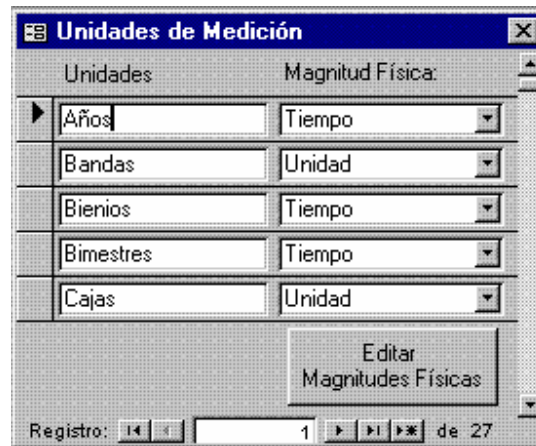 Unidades de Medición
Unidades Magnitud Física:
Años Tiempo
Bandas Unidad
Bienios Tiempo
Bimestres Tiempo
Cajas Unidad
Editar
Magnitudes Físicas
Registro: 1 de 27